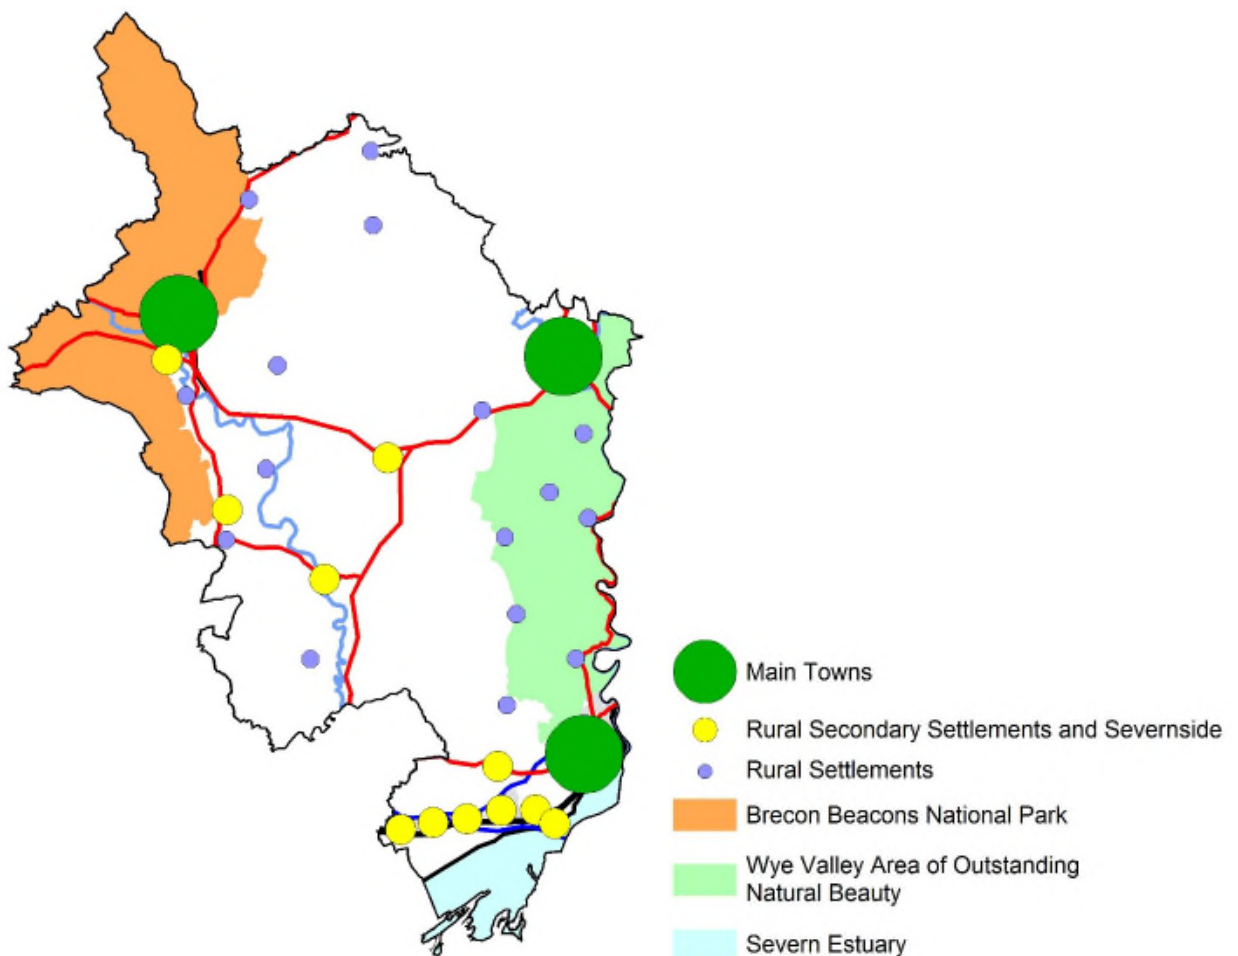 Main Towns
Rural Secondary Settlements and Severnside
Rural Settlements
Brecon Beacons National Park
Wye Valley Area of Outstanding
Natural Beauty
Severn Estuary